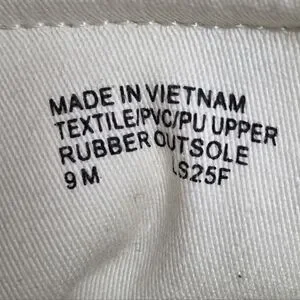 MADE IN VIETNAM
TEXTILE/PVC/PU UPPER
RUBBER OUTSOLE
9 M LS25F